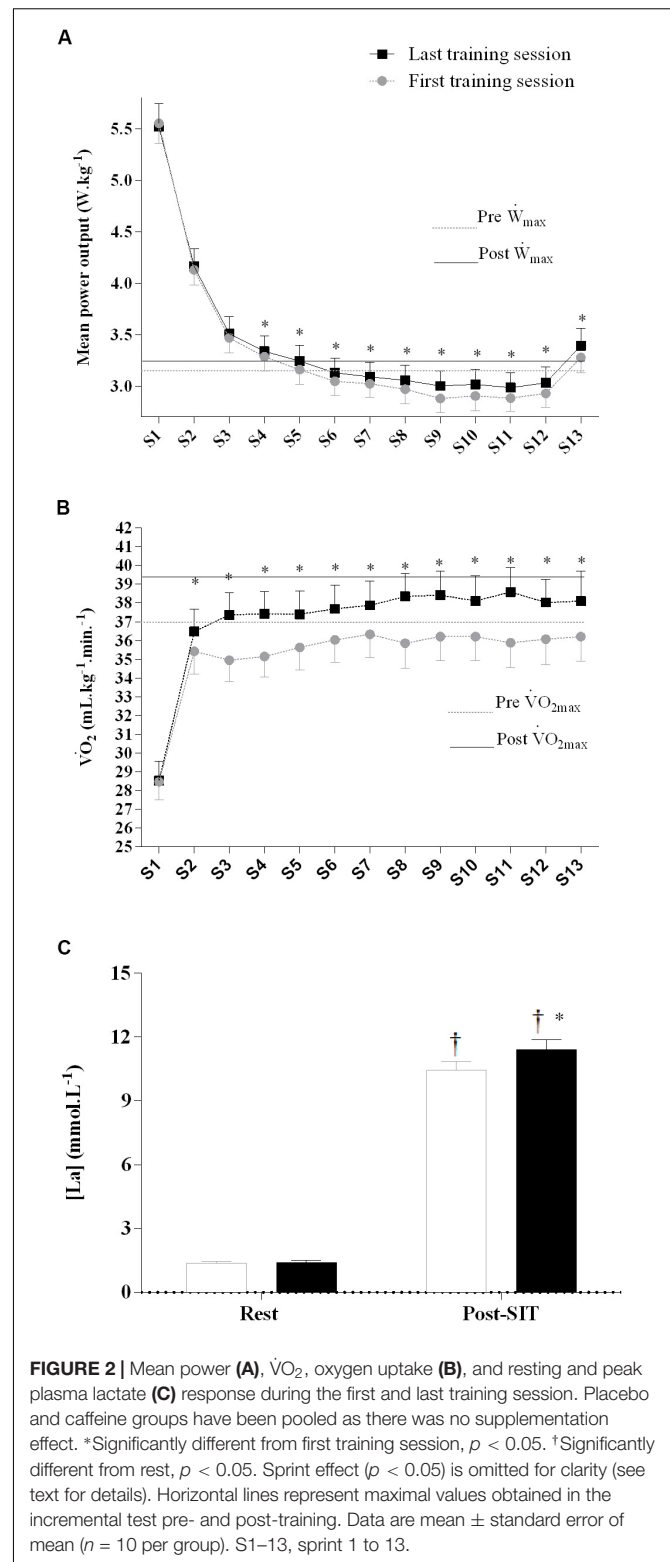 A
Last training session
First training session
Mean power output (W.kg⁻¹)
5.5
5.0
4.5
4.0
3.5
3.0
Pre Ẇmax
Post Ẇmax
* * * * * * * * * *
S1 S2 S3 S4 S5 S6 S7 S8 S9 S10 S11 S12 S13
B
V̇O₂ (mL.kg⁻¹.min.⁻¹)
42
41
40
39
38
37
36
35
34
33
32
31
30
29
28
27
26
25
* * * * * * * * * * * *
Pre V̇O₂max
Post V̇O₂max
S1 S2 S3 S4 S5 S6 S7 S8 S9 S10 S11 S12 S13
C
[La] (mmol.L⁻¹)
15
12
9
6
3
0
†
† *
Rest Post-SIT
FIGURE 2 | Mean power (A), V̇O₂, oxygen uptake (B), and resting and peak
plasma lactate (C) response during the first and last training session. Placebo
and caffeine groups have been pooled as there was no supplementation
effect. *Significantly different from first training session, p < 0.05. †Significantly
different from rest, p < 0.05. Sprint effect (p < 0.05) is omitted for clarity (see
text for details). Horizontal lines represent maximal values obtained in the
incremental test pre- and post-training. Data are mean ± standard error of
mean (n = 10 per group). S1–13, sprint 1 to 13.